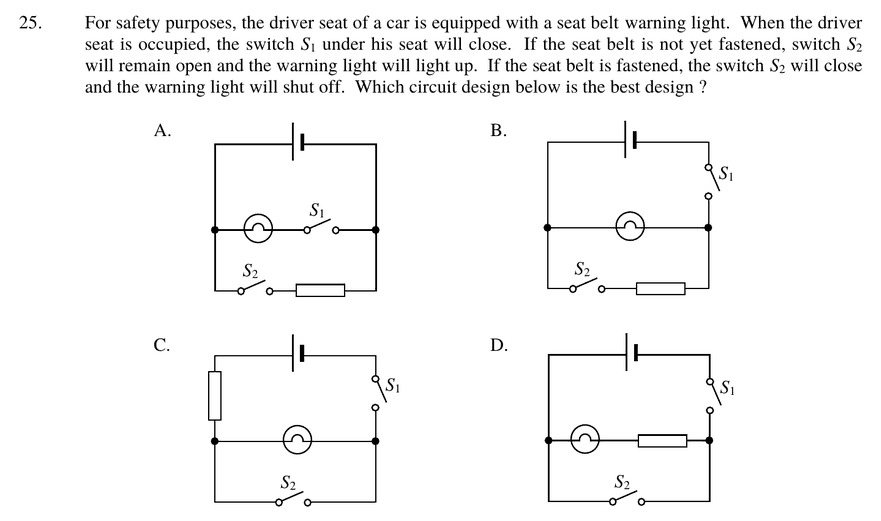 25. For safety purposes, the driver seat of a car is equipped with a seat belt warning light. When the driver
seat is occupied, the switch S1 under his seat will close. If the seat belt is not yet fastened, switch S2
will remain open and the warning light will light up. If the seat belt is fastened, the switch S2 will close
and the warning light will shut off. Which circuit design below is the best design ?
A.
B.
S1
S1
S2
S2
C.
D.
S1
S1
S2
S2